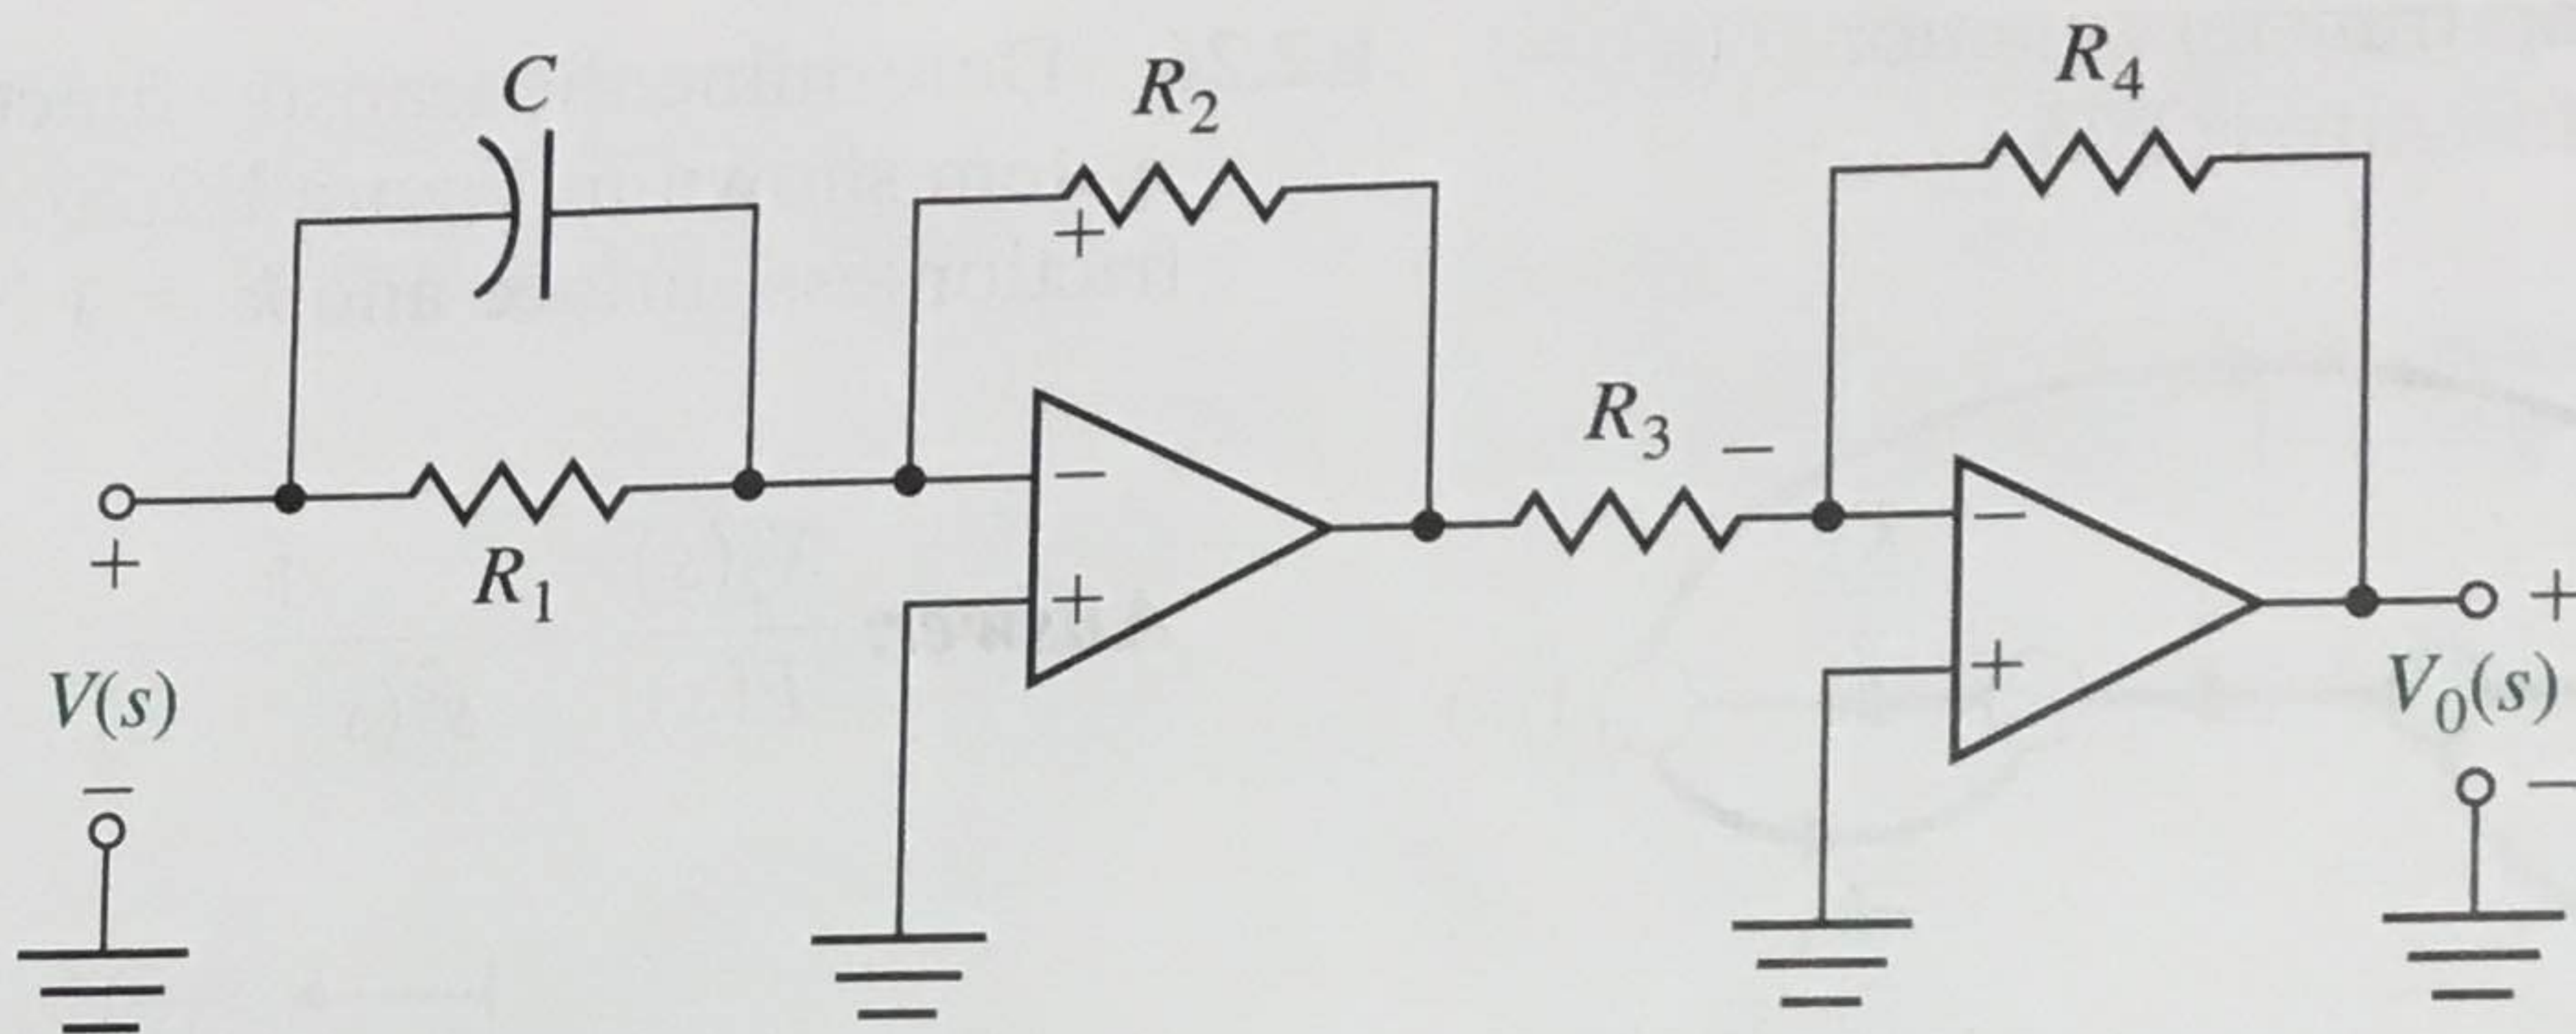 C
R₂
R₄
+
R₃ −
− −
+ R₁ + + +
V(s) V₀(s)
− −